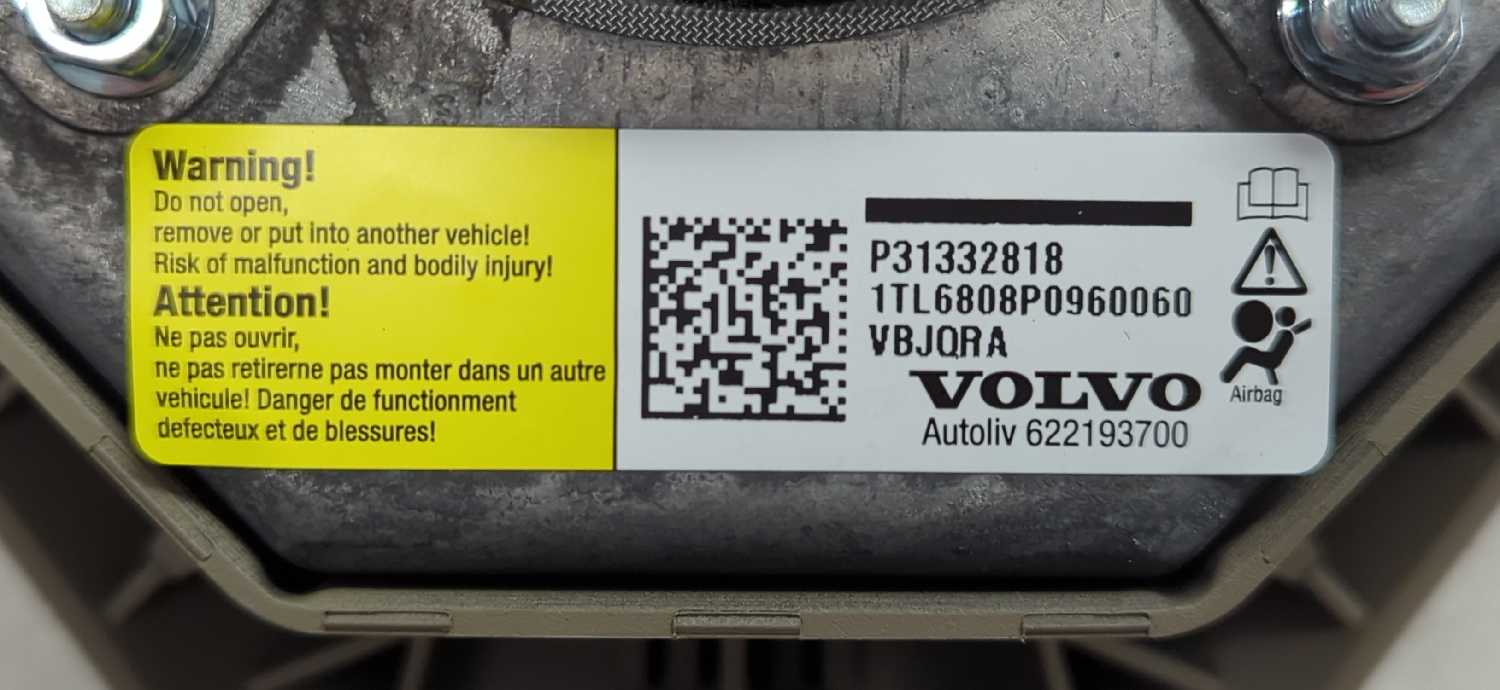 Warning!
Do not open,
remove or put into another vehicle!
Risk of malfunction and bodily injury!
Attention!
Ne pas ouvrir,
ne pas retirerne pas monter dans un autre
vehicule! Danger de functionment
defecteux et de blessures!
P31332818
1TL6808P0960060
VBJQRA
VOLVO
Autoliv 622193700
Airbag